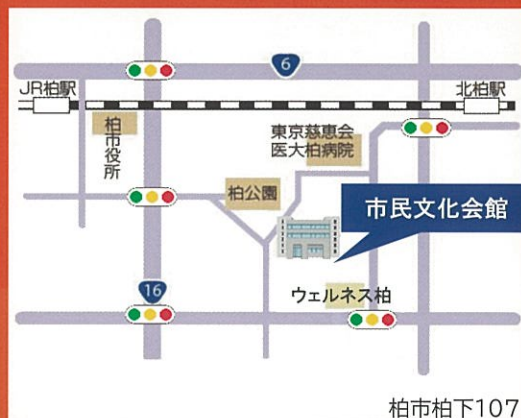 6
JR柏駅
北柏駅
柏市役所
東京慈恵会
医大柏病院
柏公園
市民文化会館
16
ウェルネス柏
柏市柏下107